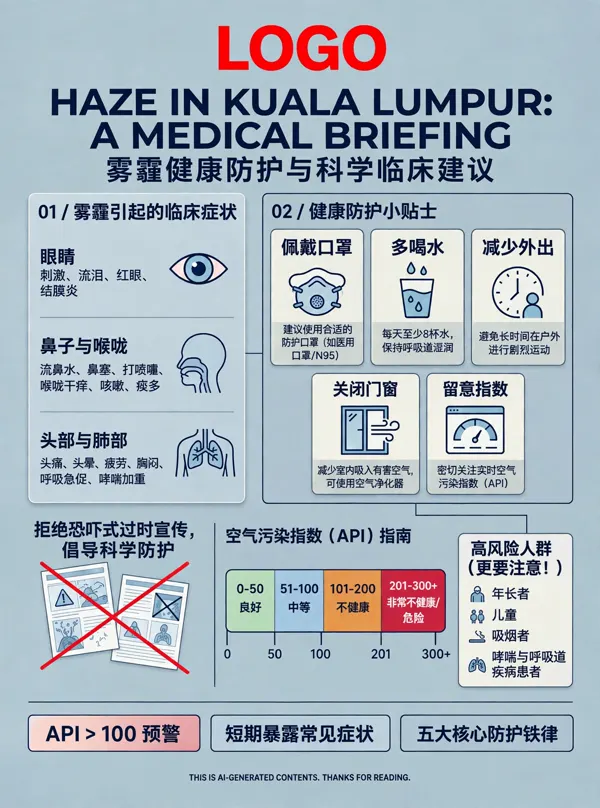 LOGO
HAZE IN KUALA LUMPUR:
A MEDICAL BRIEFING
雾霾健康防护与科学临床建议
01 / 雾霾引起的临床症状
眼睛
刺激、流泪、红眼、
结膜炎
鼻子与喉咙
流鼻水、鼻塞、打喷嚏、
喉咙干痒、咳嗽、痰多
头部与肺部
头痛、头晕、疲劳、胸闷、
呼吸急促、哮喘加重
02 / 健康防护小贴士
佩戴口罩
建议使用合适的
防护口罩（如医用
口罩/N95）
多喝水
每天至少8杯水，
保持呼吸道湿润
减少外出
避免长时间在户外
进行剧烈运动
关闭门窗
减少室内吸入有害空气，
可使用空气净化器
留意指数
密切关注实时空气
污染指数（API）
拒绝恐吓式过时宣传，
倡导科学防护
空气污染指数（API）指南
0-50
良好
51-100
中等
101-200
不健康
201-300+
非常不健康/
危险
0
50
100
201
300+
高风险人群
（更要注意！）
年长者
儿童
吸烟者
哮喘与呼吸道
疾病患者
API > 100 预警
短期暴露常见症状
五大核心防护铁律
THIS IS AI-GENERATED CONTENTS. THANKS FOR READING.